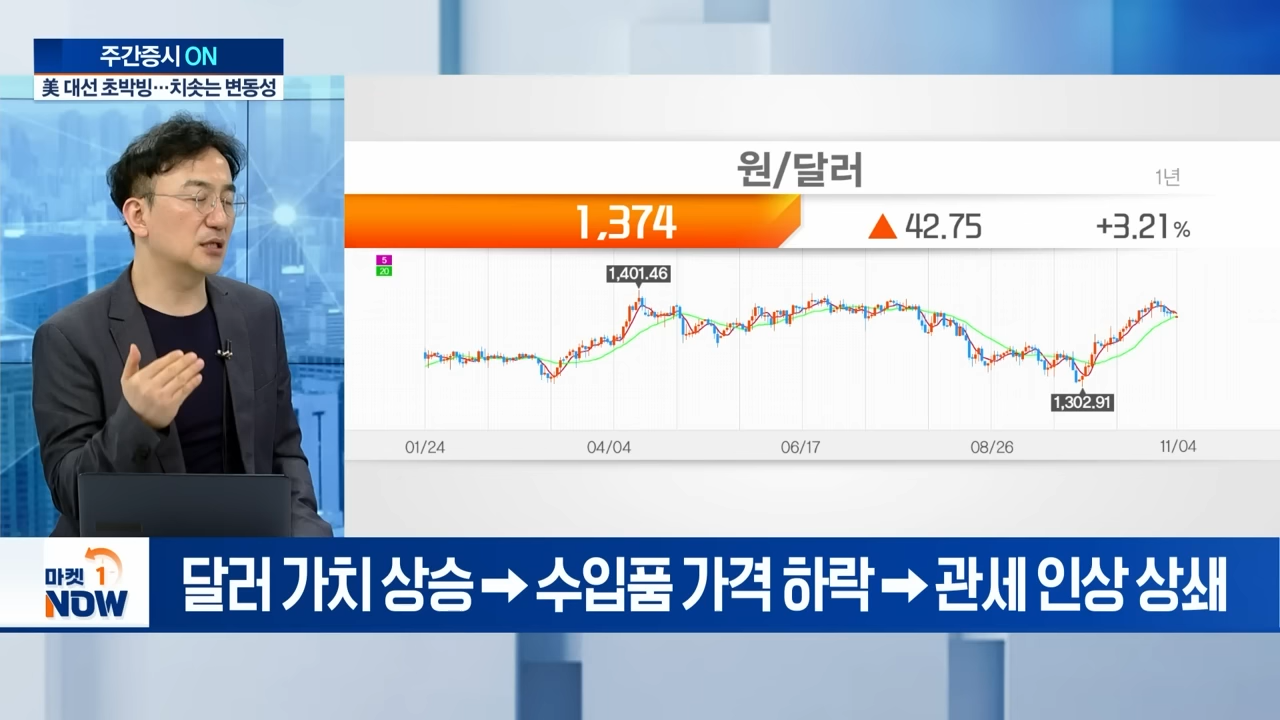 주간증시 ON
美 대선 초박빙…치솟는 변동성
원/달러
1년
1,374
▲ 42.75
+3.21%
5
20
1,401.46
1,302.91
01/24
04/04
06/17
08/26
11/04
마켓 1
NOW
달러 가치 상승➡수입품 가격 하락➡관세 인상 상쇄